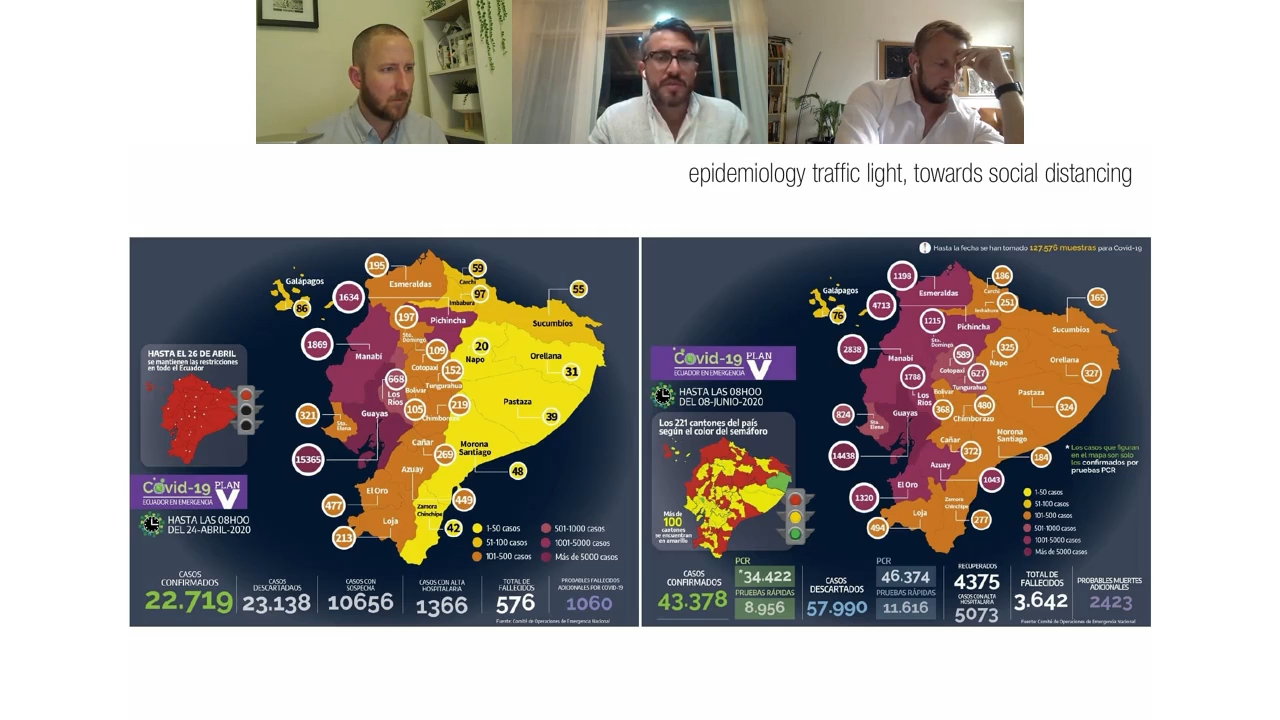 epidemiology traffic light, towards social distancing
Galápagos
86
195
Esmeraldas
59
Carchi
97
Imbabura
55
Sucumbios
1634
197
Sto.
Domingo
Pichincha
1869
Manabí
109
Cotopaxi
20
Napo
Orellana
31
152
Tungurahua
668
Los
Ríos
Bolívar
105
219
Chimborazo
Pastaza
39
321
Sta.
Elena
Guayas
15365
Cañar
269
Morona
Santiago
48
Azuay
449
El Oro
477
Zamora
Chinchipe
42
Loja
213
HASTA EL 26 DE ABRIL
se mantienen las restricciones
en todo el Ecuador
Covid-19 PLAN V
ECUADOR EN EMERGENCIA
HASTA LAS 08H00
DEL 24-ABRIL-2020
1-50 casos
51-100 casos
101-500 casos
501-1000 casos
1001-5000 casos
Más de 5000 casos
CASOS
CONFIRMADOS
22.719
CASOS
DESCARTADOS
23.138
CASOS CON
SOSPECHA
10656
CASOS CON ALTA
HOSPITALARIA
1366
TOTAL DE
FALLECIDOS
576
PROBABLES FALLECIDOS
ADICIONALES POR COVID-19
1060
Fuente: Comité de Operaciones de Emergencia Nacional
Hasta la fecha se han tomado 127.576 muestras para Covid-19
Galápagos
76
1198
Esmeraldas
186
Carchi
251
Imbabura
165
Sucumbios
4713
1215
Sto.
Domingo
Pichincha
2838
Manabí
589
Cotopaxi
325
Napo
Orellana
327
627
Tungurahua
1788
Los
Ríos
Bolívar
368
480
Chimborazo
Pastaza
324
824
Sta.
Elena
Guayas
14438
Cañar
372
Morona
Santiago
184
Azuay
1043
El Oro
1320
Zamora
Chinchipe
277
Loja
494
Covid-19 PLAN V
ECUADOR EN EMERGENCIA
HASTA LAS 08H00
DEL 08-JUNIO-2020
Los 221 cantones del país
según el color del semáforo
Más de
100
cantones
se encuentran
en amarillo
* Los casos que figuran
en el mapa son solo
los confirmados por
pruebas PCR
1-50 casos
51-100 casos
101-500 casos
501-1000 casos
1001-5000 casos
Más de 5000 casos
CASOS
CONFIRMADOS
43.378
PCR
*34.422
PRUEBAS RÁPIDAS
8.956
CASOS
DESCARTADOS
57.990
PCR
46.374
PRUEBAS RÁPIDAS
11.616
RECUPERADOS
4375
CASOS CON ALTA
HOSPITALARIA
5073
TOTAL DE
FALLECIDOS
3.642
PROBABLES MUERTES
ADICIONALES
2423
Fuente: Comité de Operaciones de Emergencia Nacional